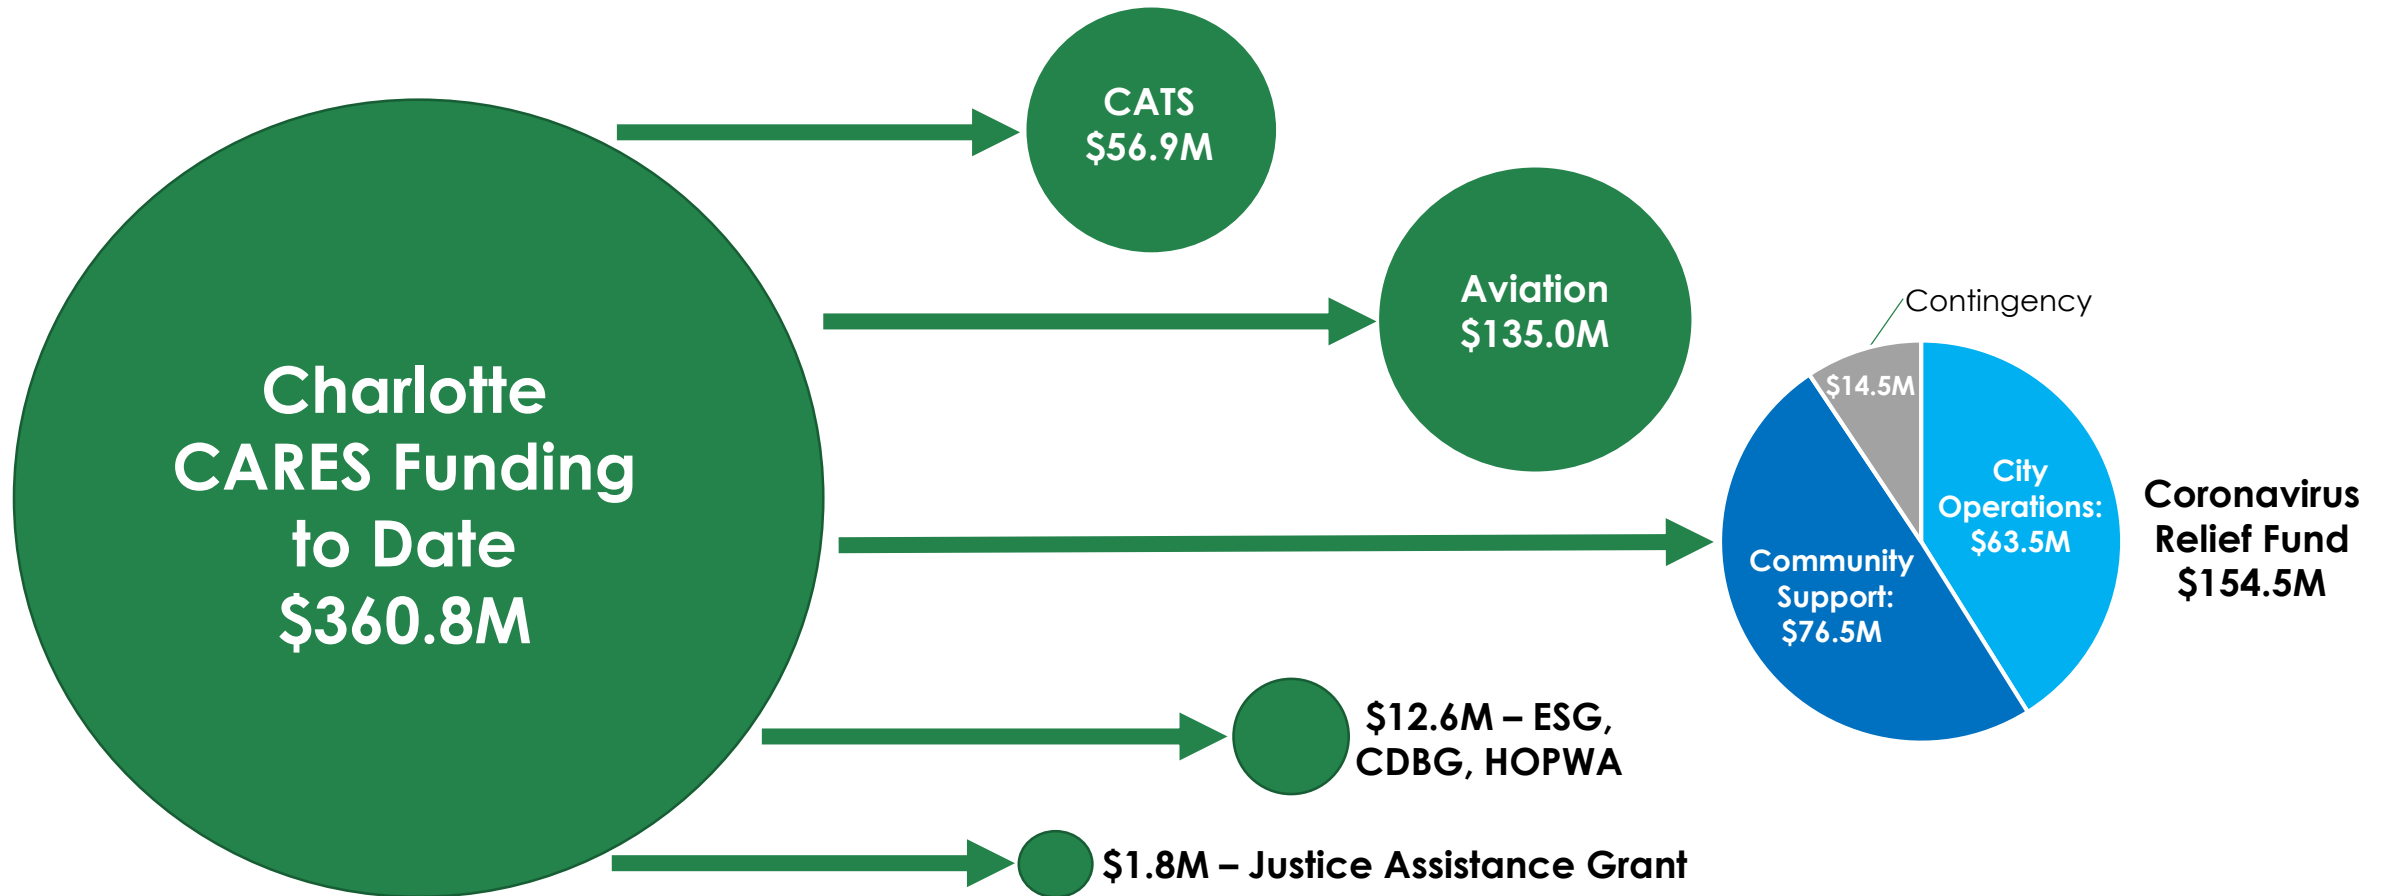 Charlotte
CARES Funding
to Date
$360.8M
CATS
$56.9M
Aviation
$135.0M
Contingency
$14.5M
City
Operations:
$63.5M
Community
Support:
$76.5M
Coronavirus
Relief Fund
$154.5M
$12.6M – ESG,
CDBG, HOPWA
$1.8M – Justice Assistance Grant